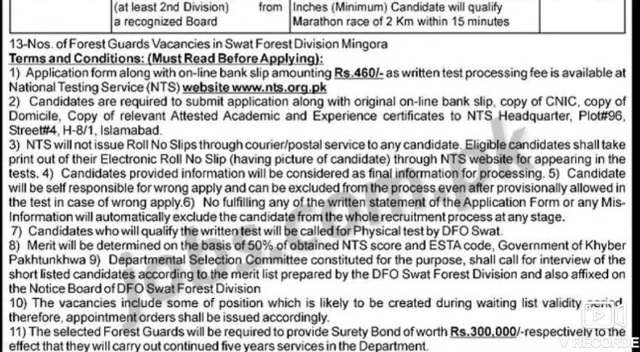 (at least 2nd Division) from Inches (Minimum) Candidate will qualify
a recognized Board Marathon race of 2 Km within 15 minutes
13-Nos. of Forest Guards Vacancies in Swat Forest Division Mingora
Terms and Conditions: (Must Read Before Applying):
1) Application form along with on-line bank slip amounting Rs.460/- as written test processing fee is available at
National Testing Service (NTS) website www.nts.org.pk
2) Candidates are required to submit application along with original on-line bank slip, copy of CNIC, copy of
Domicile, Copy of relevant Attested Academic and Experience certificates to NTS Headquarter, Plot#96,
Street#4, H-8/1, Islamabad.
3) NTS will not issue Roll No Slips through courier/postal service to any candidate. Eligible candidates shall take
print out of their Electronic Roll No Slip (having picture of candidate) through NTS website for appearing in the
tests. 4) Candidates provided information will be considered as final information for processing. 5) Candidate
will be self responsible for wrong apply and can be excluded from the process even after provisionally allowed in
the test in case of wrong apply.6) No fulfilling any of the above statement on the Application Form or any Mis-
Information will automatically exclude the candidate from the whole recruitment process at any stage.
7) Candidates who will qualify the written test will be called for Physical test by DFO Swat.
8) Merit will be determined on the basis of 50% of obtained NTS score and ESTA code, Government of Khyber
Pakhtunkhwa 9) Departmental Selection Committee constituted for the purpose, shall call for interview of the
short listed candidates according to the merit list prepared by the DFO Swat Forest Division and also affixed on
the Notice Board of DFO Swat Forest Division
10) The vacancies include some of position which is likely to be created during waiting list validity period,
therefore, appointment orders shall be issued accordingly.
11) The selected Forest Guards will be required to provide Surety Bond of worth Rs.300,000/-respectively to the
effect that they will carry out continued five years services in the Department.
jobs.com.pk
V RECORDE